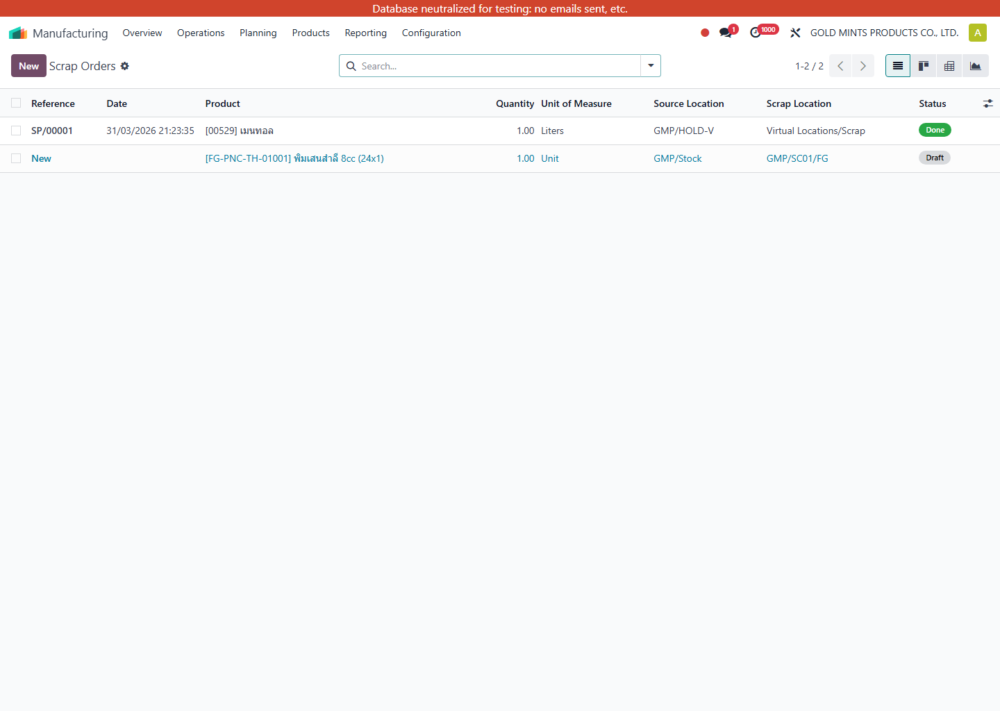 Database neutralized for testing: no emails sent, etc.
Manufacturing Overview Operations Planning Products Reporting Configuration 1 1000 GOLD MINTS PRODUCTS CO., LTD. A
New Scrap Orders Search... 1-2 / 2
Reference Date Product Quantity Unit of Measure Source Location Scrap Location Status
SP/00001 31/03/2026 21:23:35 [00529] เมนทอล 1.00 Liters GMP/HOLD-V Virtual Locations/Scrap Done
New [FG-PNC-TH-01001] พิมเสนสำลี 8cc (24x1) 1.00 Unit GMP/Stock GMP/SC01/FG Draft